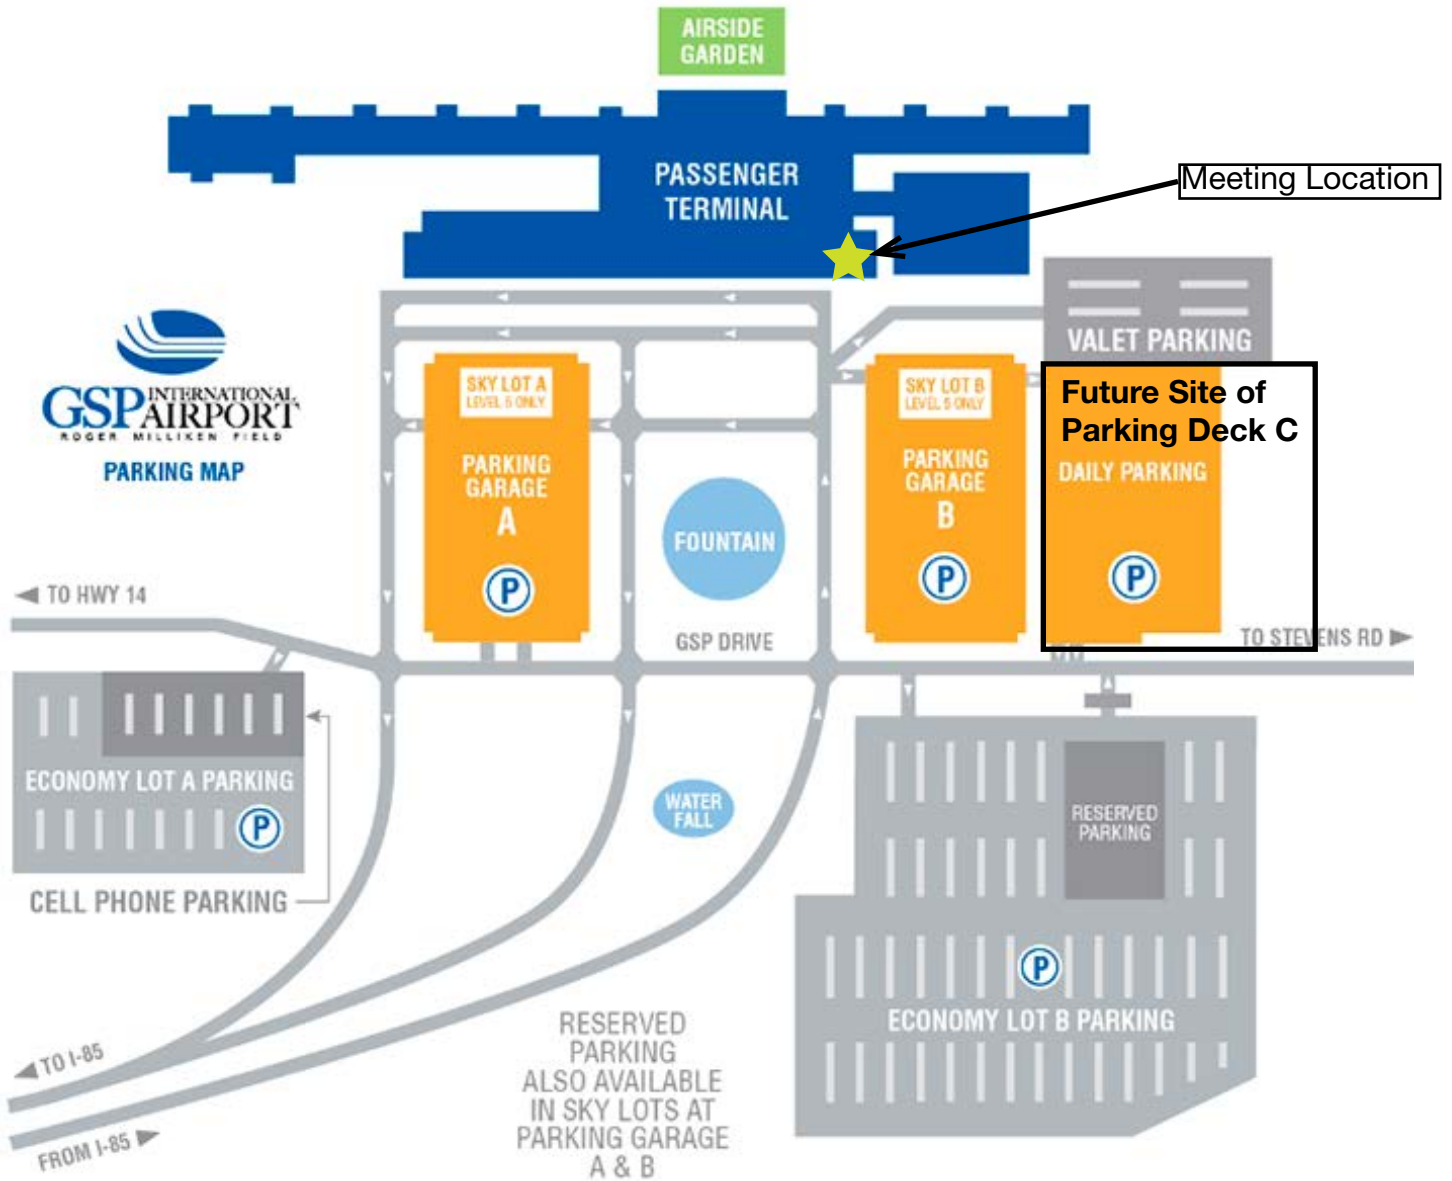 AIRSIDE
GARDEN
PASSENGER
TERMINAL
Meeting Location
GSP INTERNATIONAL
AIRPORT
ROGER MILLIKEN FIELD
PARKING MAP
VALET PARKING
SKY LOT A
LEVEL 5 ONLY
PARKING
GARAGE
A
P
SKY LOT B
LEVEL 5 ONLY
PARKING
GARAGE
B
P
Future Site of
Parking Deck C
DAILY PARKING
P
FOUNTAIN
TO HWY 14
GSP DRIVE
TO STEVENS RD
ECONOMY LOT A PARKING
P
CELL PHONE PARKING
WATER
FALL
RESERVED
PARKING
P
ECONOMY LOT B PARKING
TO I-85
FROM I-85
RESERVED
PARKING
ALSO AVAILABLE
IN SKY LOTS AT
PARKING GARAGE
A & B